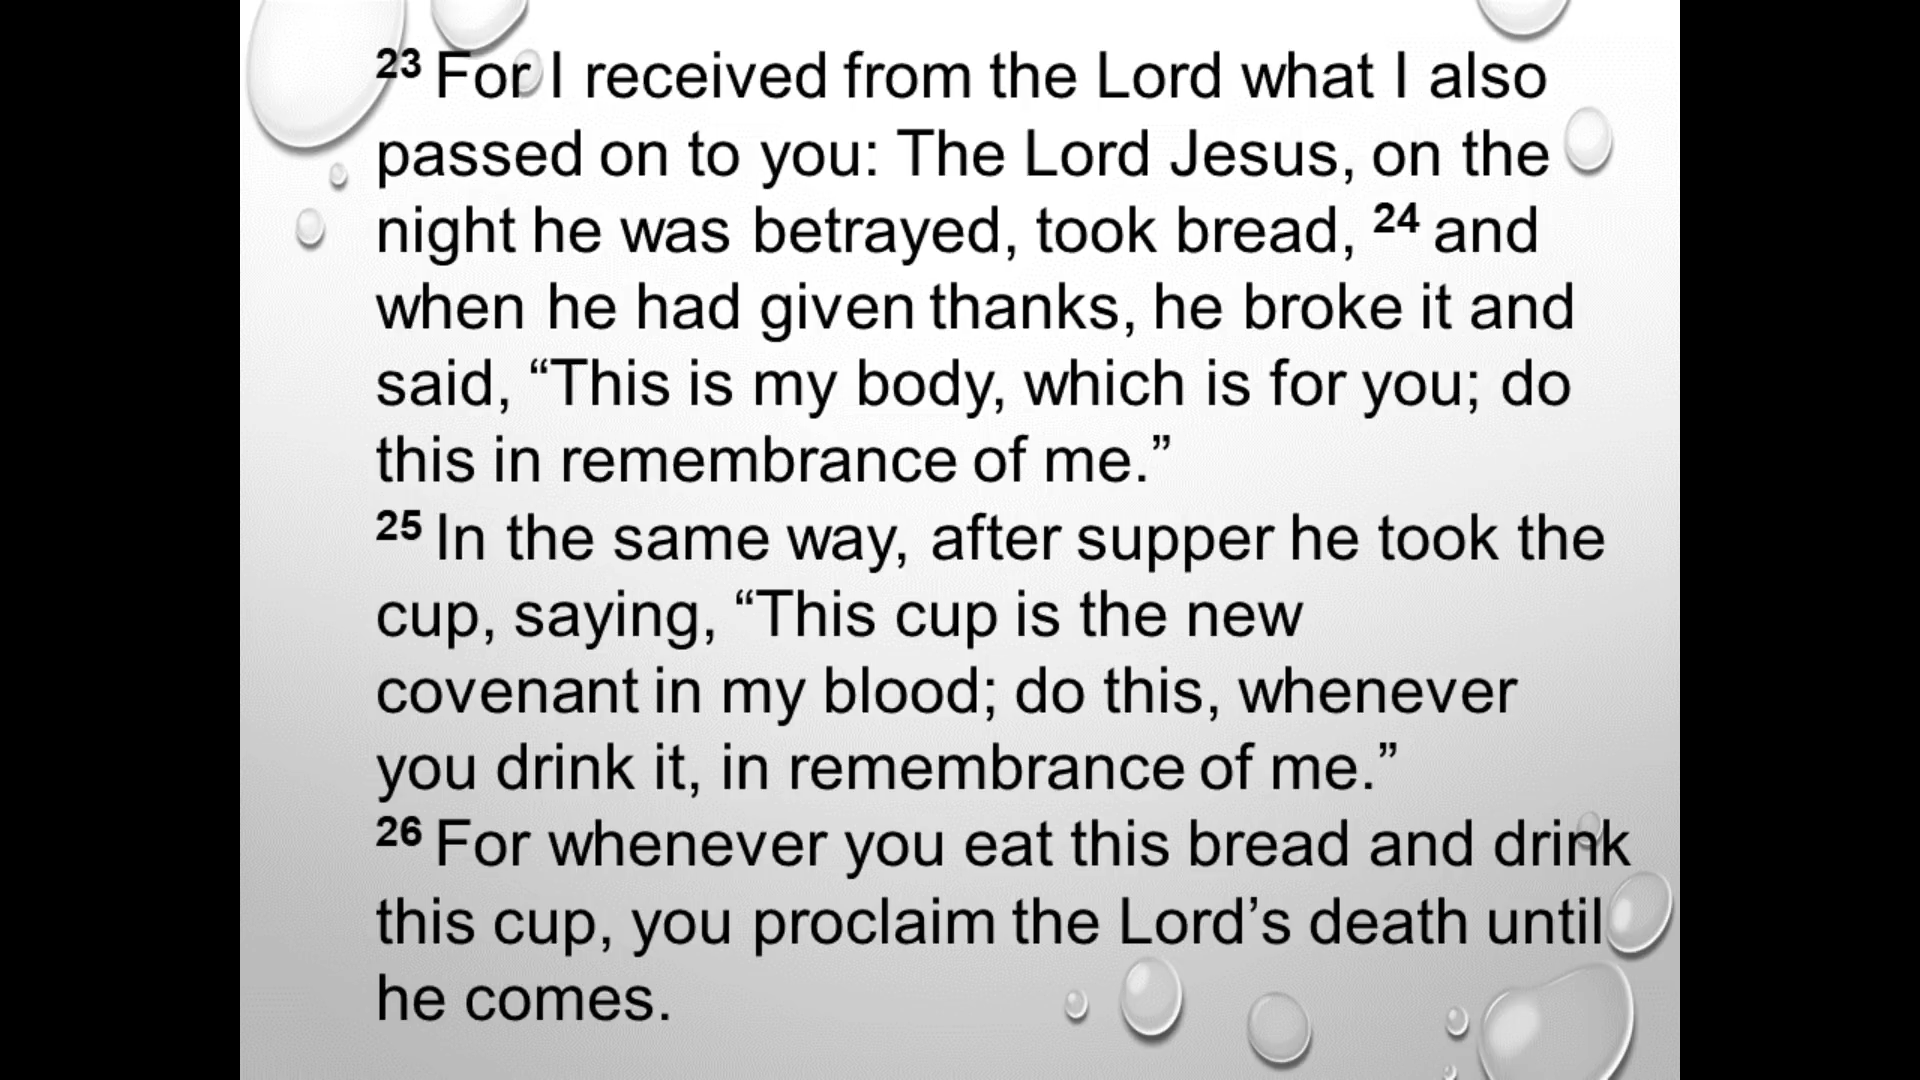 23 For I received from the Lord what I also
passed on to you: The Lord Jesus, on the
night he was betrayed, took bread, 24 and
when he had given thanks, he broke it and
said, “This is my body, which is for you; do
this in remembrance of me.”
25 In the same way, after supper he took the
cup, saying, “This cup is the new
covenant in my blood; do this, whenever
you drink it, in remembrance of me.”
26 For whenever you eat this bread and drink
this cup, you proclaim the Lord’s death until
he comes.